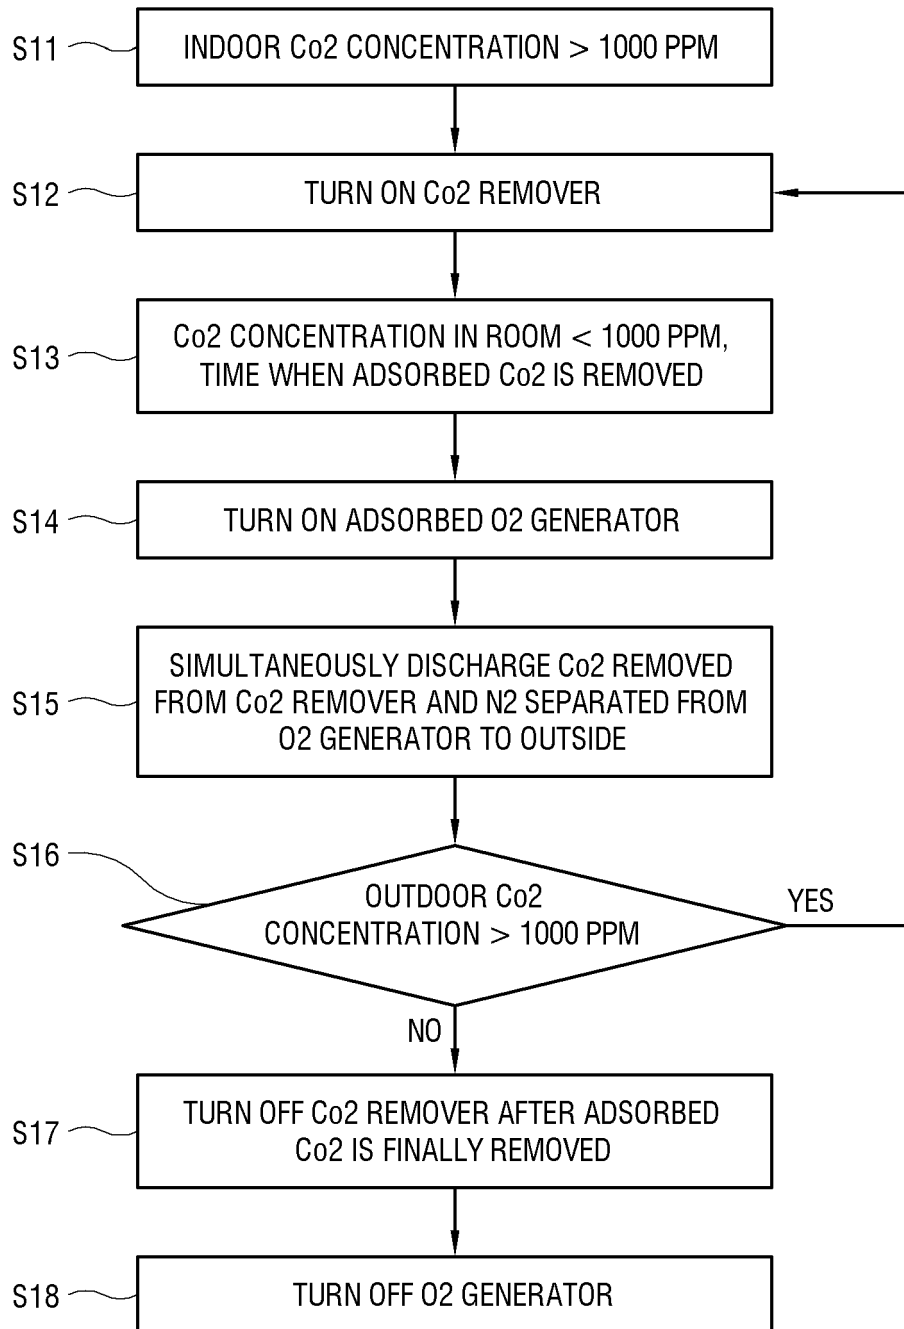 S11
INDOOR Co2 CONCENTRATION > 1000 PPM
S12
TURN ON Co2 REMOVER
S13
Co2 CONCENTRATION IN ROOM < 1000 PPM,
TIME WHEN ADSORBED Co2 IS REMOVED
S14
TURN ON ADSORBED O2 GENERATOR
S15
SIMULTANEOUSLY DISCHARGE Co2 REMOVED
FROM Co2 REMOVER AND N2 SEPARATED FROM
O2 GENERATOR TO OUTSIDE
S16
OUTDOOR Co2
CONCENTRATION > 1000 PPM
YES
NO
S17
TURN OFF Co2 REMOVER AFTER ADSORBED
Co2 IS FINALLY REMOVED
S18
TURN OFF O2 GENERATOR